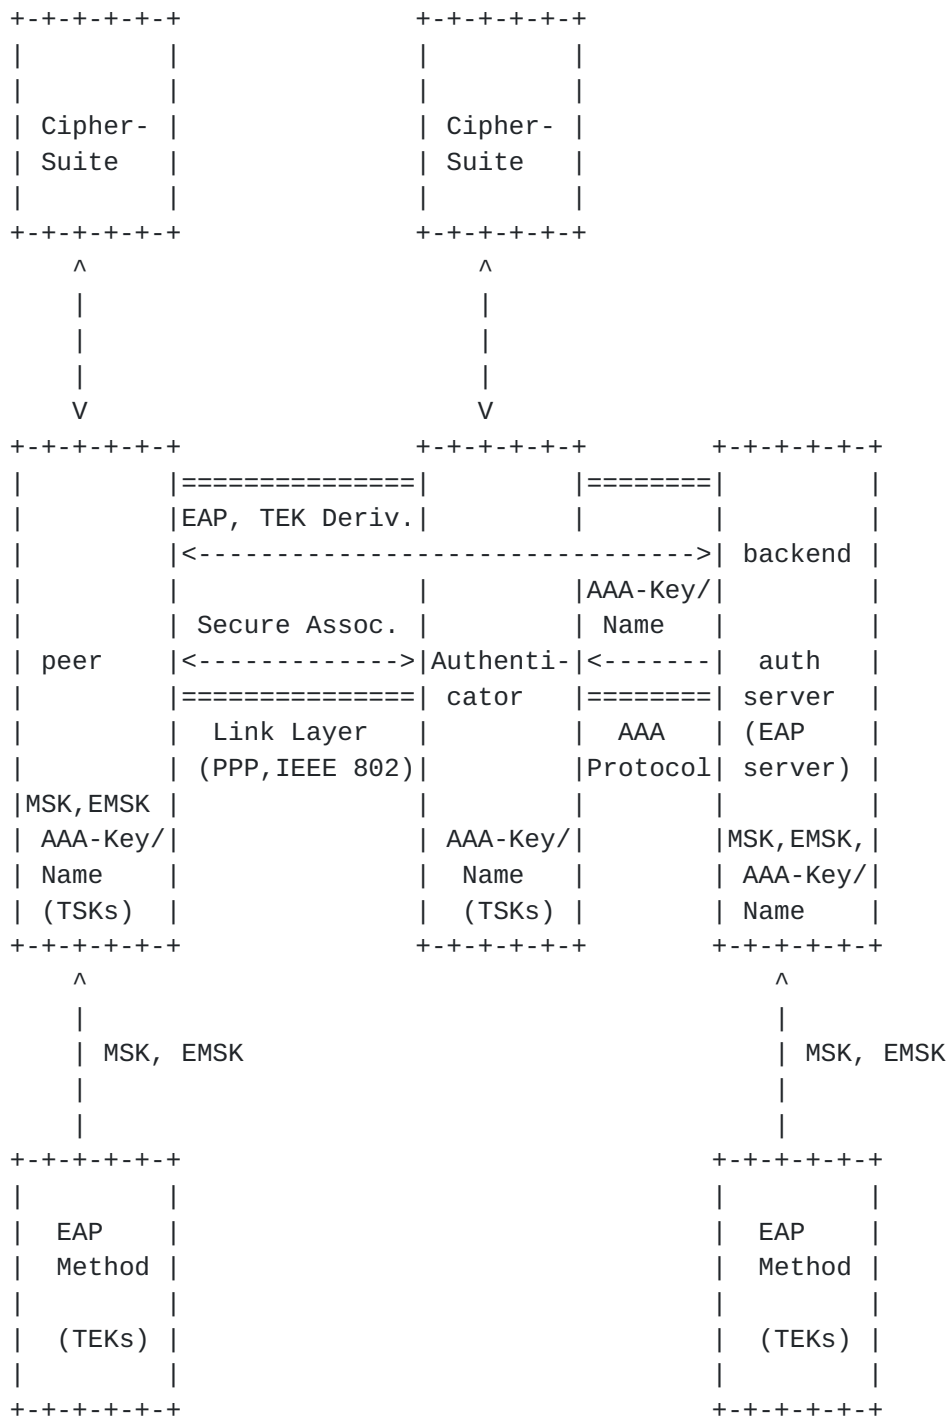 +-+-+-+-+-+               +-+-+-+-+-+
|          |               |          |
|          |               |          |
| Cipher-  |               | Cipher-  |
| Suite    |               | Suite    |
|          |               |          |
+-+-+-+-+-+               +-+-+-+-+-+
    ^                         ^
    |                         |
    |                         |
    |                         |
    V                         V
+-+-+-+-+-+               +-+-+-+-+-+        +-+-+-+-+-+
|         |===============|         |========|         |
|         |EAP, TEK Deriv.|         |        |         |
|         |<-------------------------------->| backend |
|         |               |         |AAA-Key/|         |
|         | Secure Assoc. |         | Name   |         |
| peer    |<------------->|Authenti-|<-------|  auth   |
|         |===============| cator   |========| server  |
|         |  Link Layer   |         |  AAA   | (EAP    |
|         | (PPP,IEEE 802)|         |Protocol| server) |
|MSK,EMSK |               |         |        |         |
| AAA-Key/|               | AAA-Key/|        |MSK,EMSK,|
| Name    |               |  Name   |        | AAA-Key/|
| (TSKs)  |               |  (TSKs) |        | Name    |
+-+-+-+-+-+               +-+-+-+-+-+        +-+-+-+-+-+
    ^                                            ^
    |                                            |
    | MSK, EMSK                                  | MSK, EMSK
    |                                            |
    |                                            |
+-+-+-+-+-+                                  +-+-+-+-+-+
|         |                                  |         |
|  EAP    |                                  |  EAP    |
|  Method |                                  |  Method |
|         |                                  |         |
|  (TEKs) |                                  |  (TEKs) |
|         |                                  |         |
+-+-+-+-+-+                                  +-+-+-+-+-+